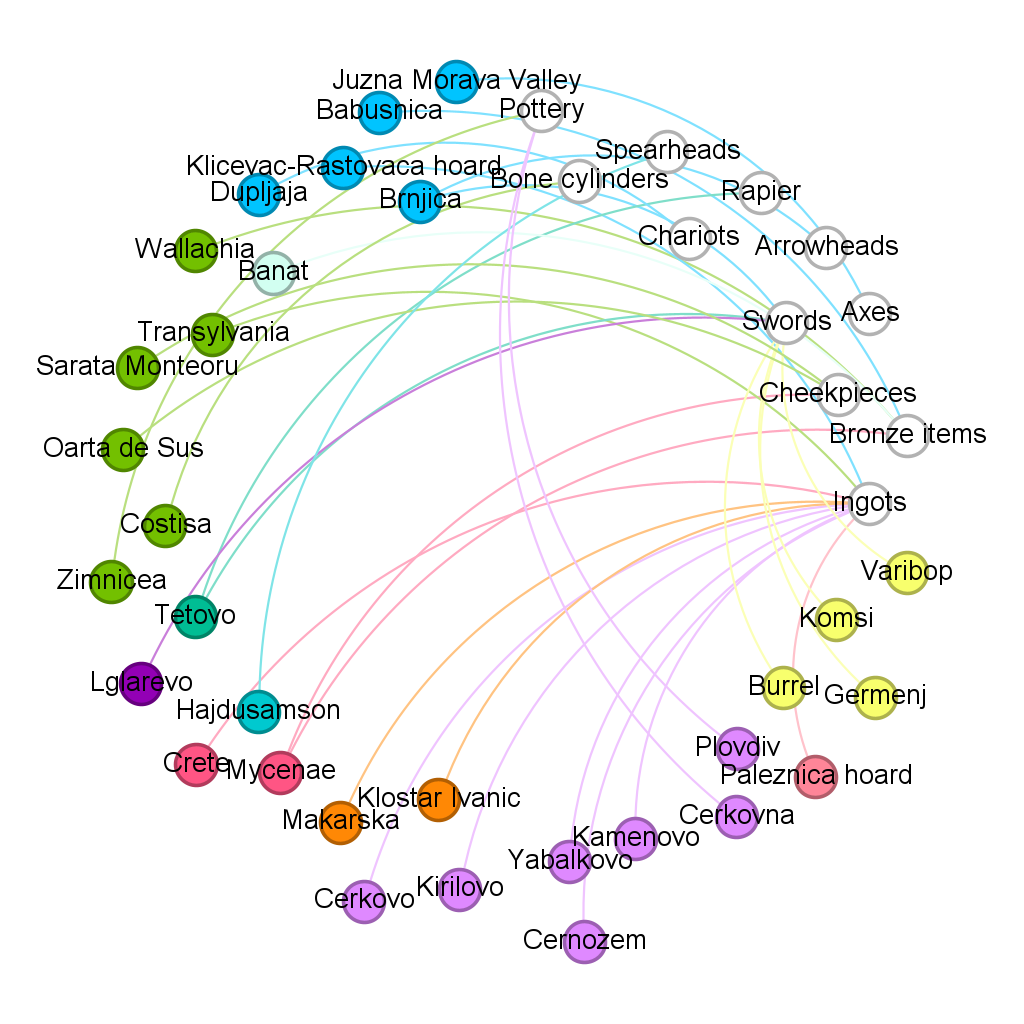 Juzna Morava Valley
Babusnica
Pottery
Spearheads
Klicevac-Rastovaca hoard
Bone cylinders
Dupljaja
Brnjica
Rapier
Chariots
Wallachia
Arrowheads
Banat
Axes
Swords
Transylvania
Sarata Monteoru
Cheekpieces
Bronze items
Oarta de Sus
Ingots
Costisa
Varibop
Zimnicea
Tetovo
Komsi
Lglarevo
Burrel
Germenj
Hajdusamson
Plovdiv
Crete
Mycenae
Paleznica hoard
Klostar Ivanic
Makarska
Cerkovna
Kamenovo
Yabalkovo
Kirilovo
Cerkovo
Cernozem